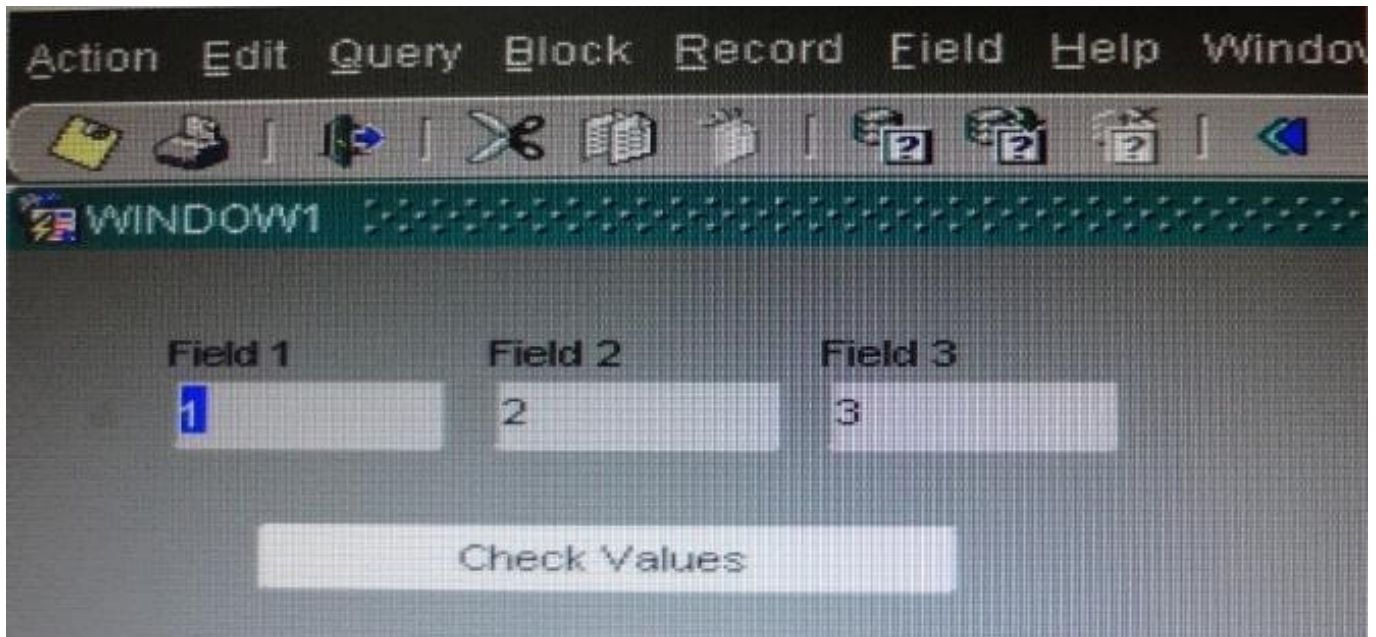 Action Edit Query Block Record Field Help
WINDOW1
Field 1 Field 2 Field 3
1 2 3
Check Values